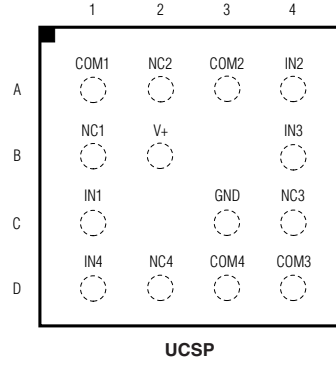 1 2 3 4
A COM1 NC2 COM2 IN2
B NC1 V+ IN3
C IN1 GND NC3
D IN4 NC4 COM4 COM3
UCSP